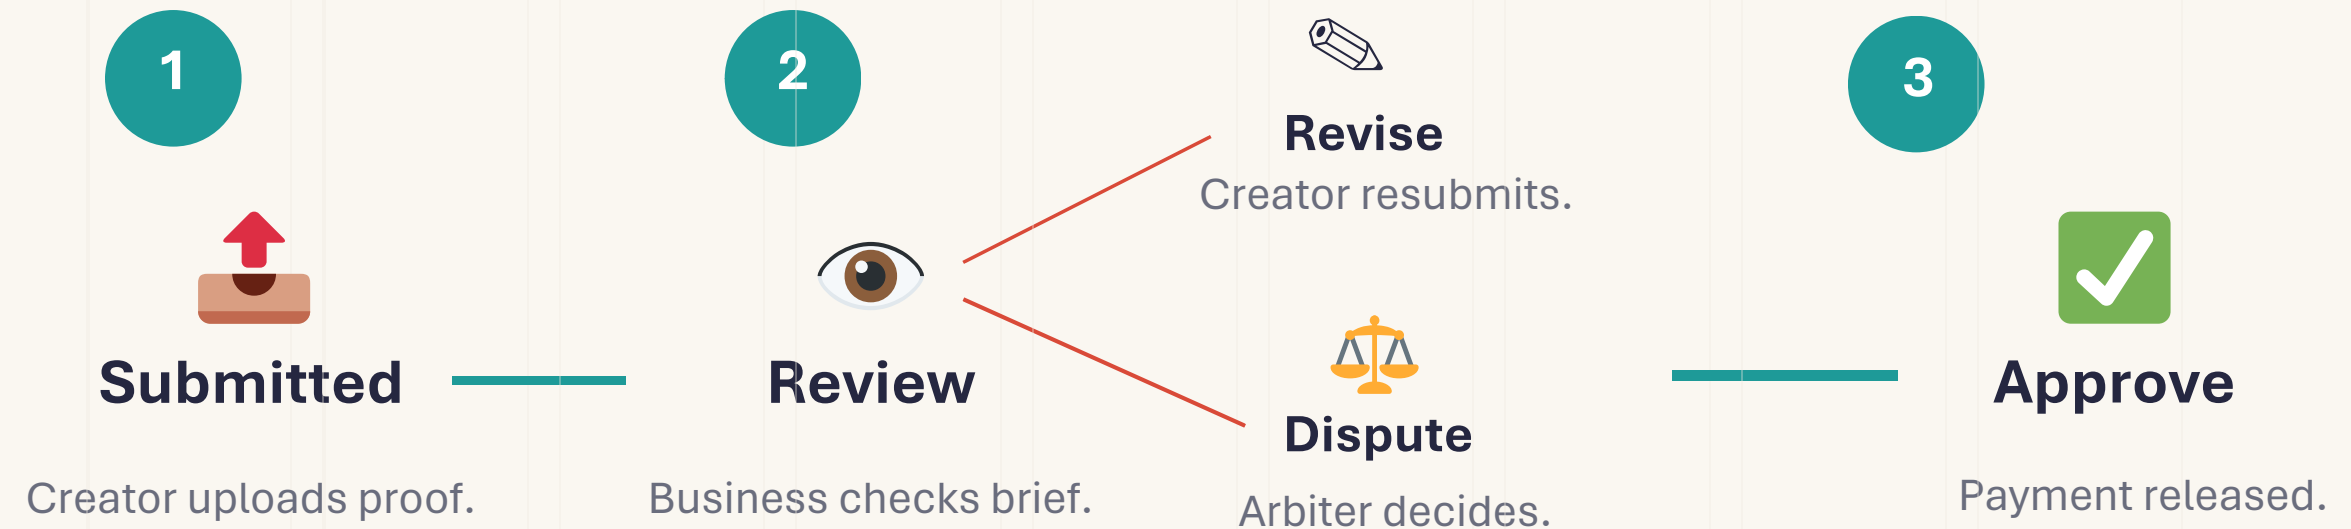 1
Submitted
Creator uploads proof.
2
Review
Business checks brief.
Revise
Creator resubmits.
Dispute
Arbiter decides.
3
Approve
Payment released.